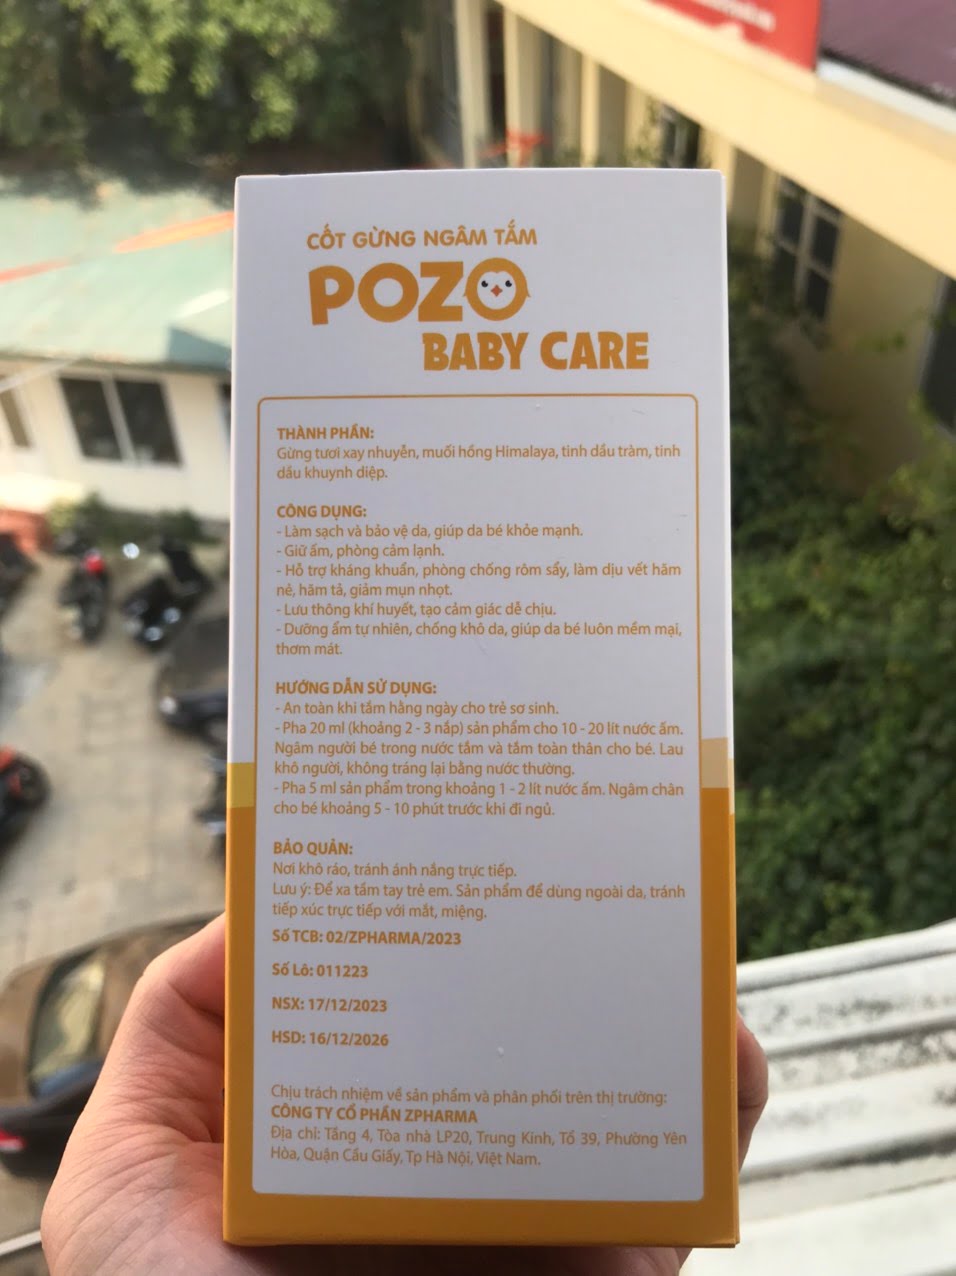 CỐT GỪNG NGÂM TẮM
POZO
BABY CARE
THÀNH PHẦN:
Gừng tươi xay nhuyễn, muối hồng Himalaya, tinh dầu tràm, tinh
dầu khuynh diệp.
CÔNG DỤNG:
- Làm sạch và bảo vệ da, giúp da bé khỏe mạnh.
- Giữ ấm, phòng cảm lạnh.
- Hỗ trợ kháng khuẩn, phòng chống rôm sẩy, làm dịu vết hăm
nẻ, hăm tả, giảm mụn nhọt.
- Lưu thông khí huyết, tạo cảm giác dễ chịu.
- Dưỡng ẩm tự nhiên, chống khô da, giúp da bé luôn mềm mại,
thơm mát.
HƯỚNG DẪN SỬ DỤNG:
- An toàn khi tắm hằng ngày cho trẻ sơ sinh.
- Pha 20 ml (khoảng 2 - 3 nắp) sản phẩm cho 10 - 20 lít nước ấm.
Ngâm người bé trong nước tắm và tắm toàn thân cho bé. Lau
khô người, không tráng lại bằng nước thường.
- Pha 5 ml sản phẩm trong khoảng 1 - 2 lít nước ấm. Ngâm chân
cho bé khoảng 5 - 10 phút trước khi đi ngủ.
BẢO QUẢN:
Nơi khô ráo, tránh ánh nắng trực tiếp.
Lưu ý: Để xa tầm tay trẻ em. Sản phẩm để dùng ngoài da, tránh
tiếp xúc trực tiếp với mắt, miệng.
Số TCB: 02/ZPHARMA/2023
Số Lô: 011223
NSX: 17/12/2023
HSD: 16/12/2026
Chịu trách nhiệm về sản phẩm và phân phối trên thị trường:
CÔNG TY CỔ PHẦN ZPHARMA
Địa chỉ: Tầng 4, Tòa nhà LP20, Trung Kính, Tổ 39, Phường Yên
Hòa, Quận Cầu Giấy, Tp Hà Nội, Việt Nam.